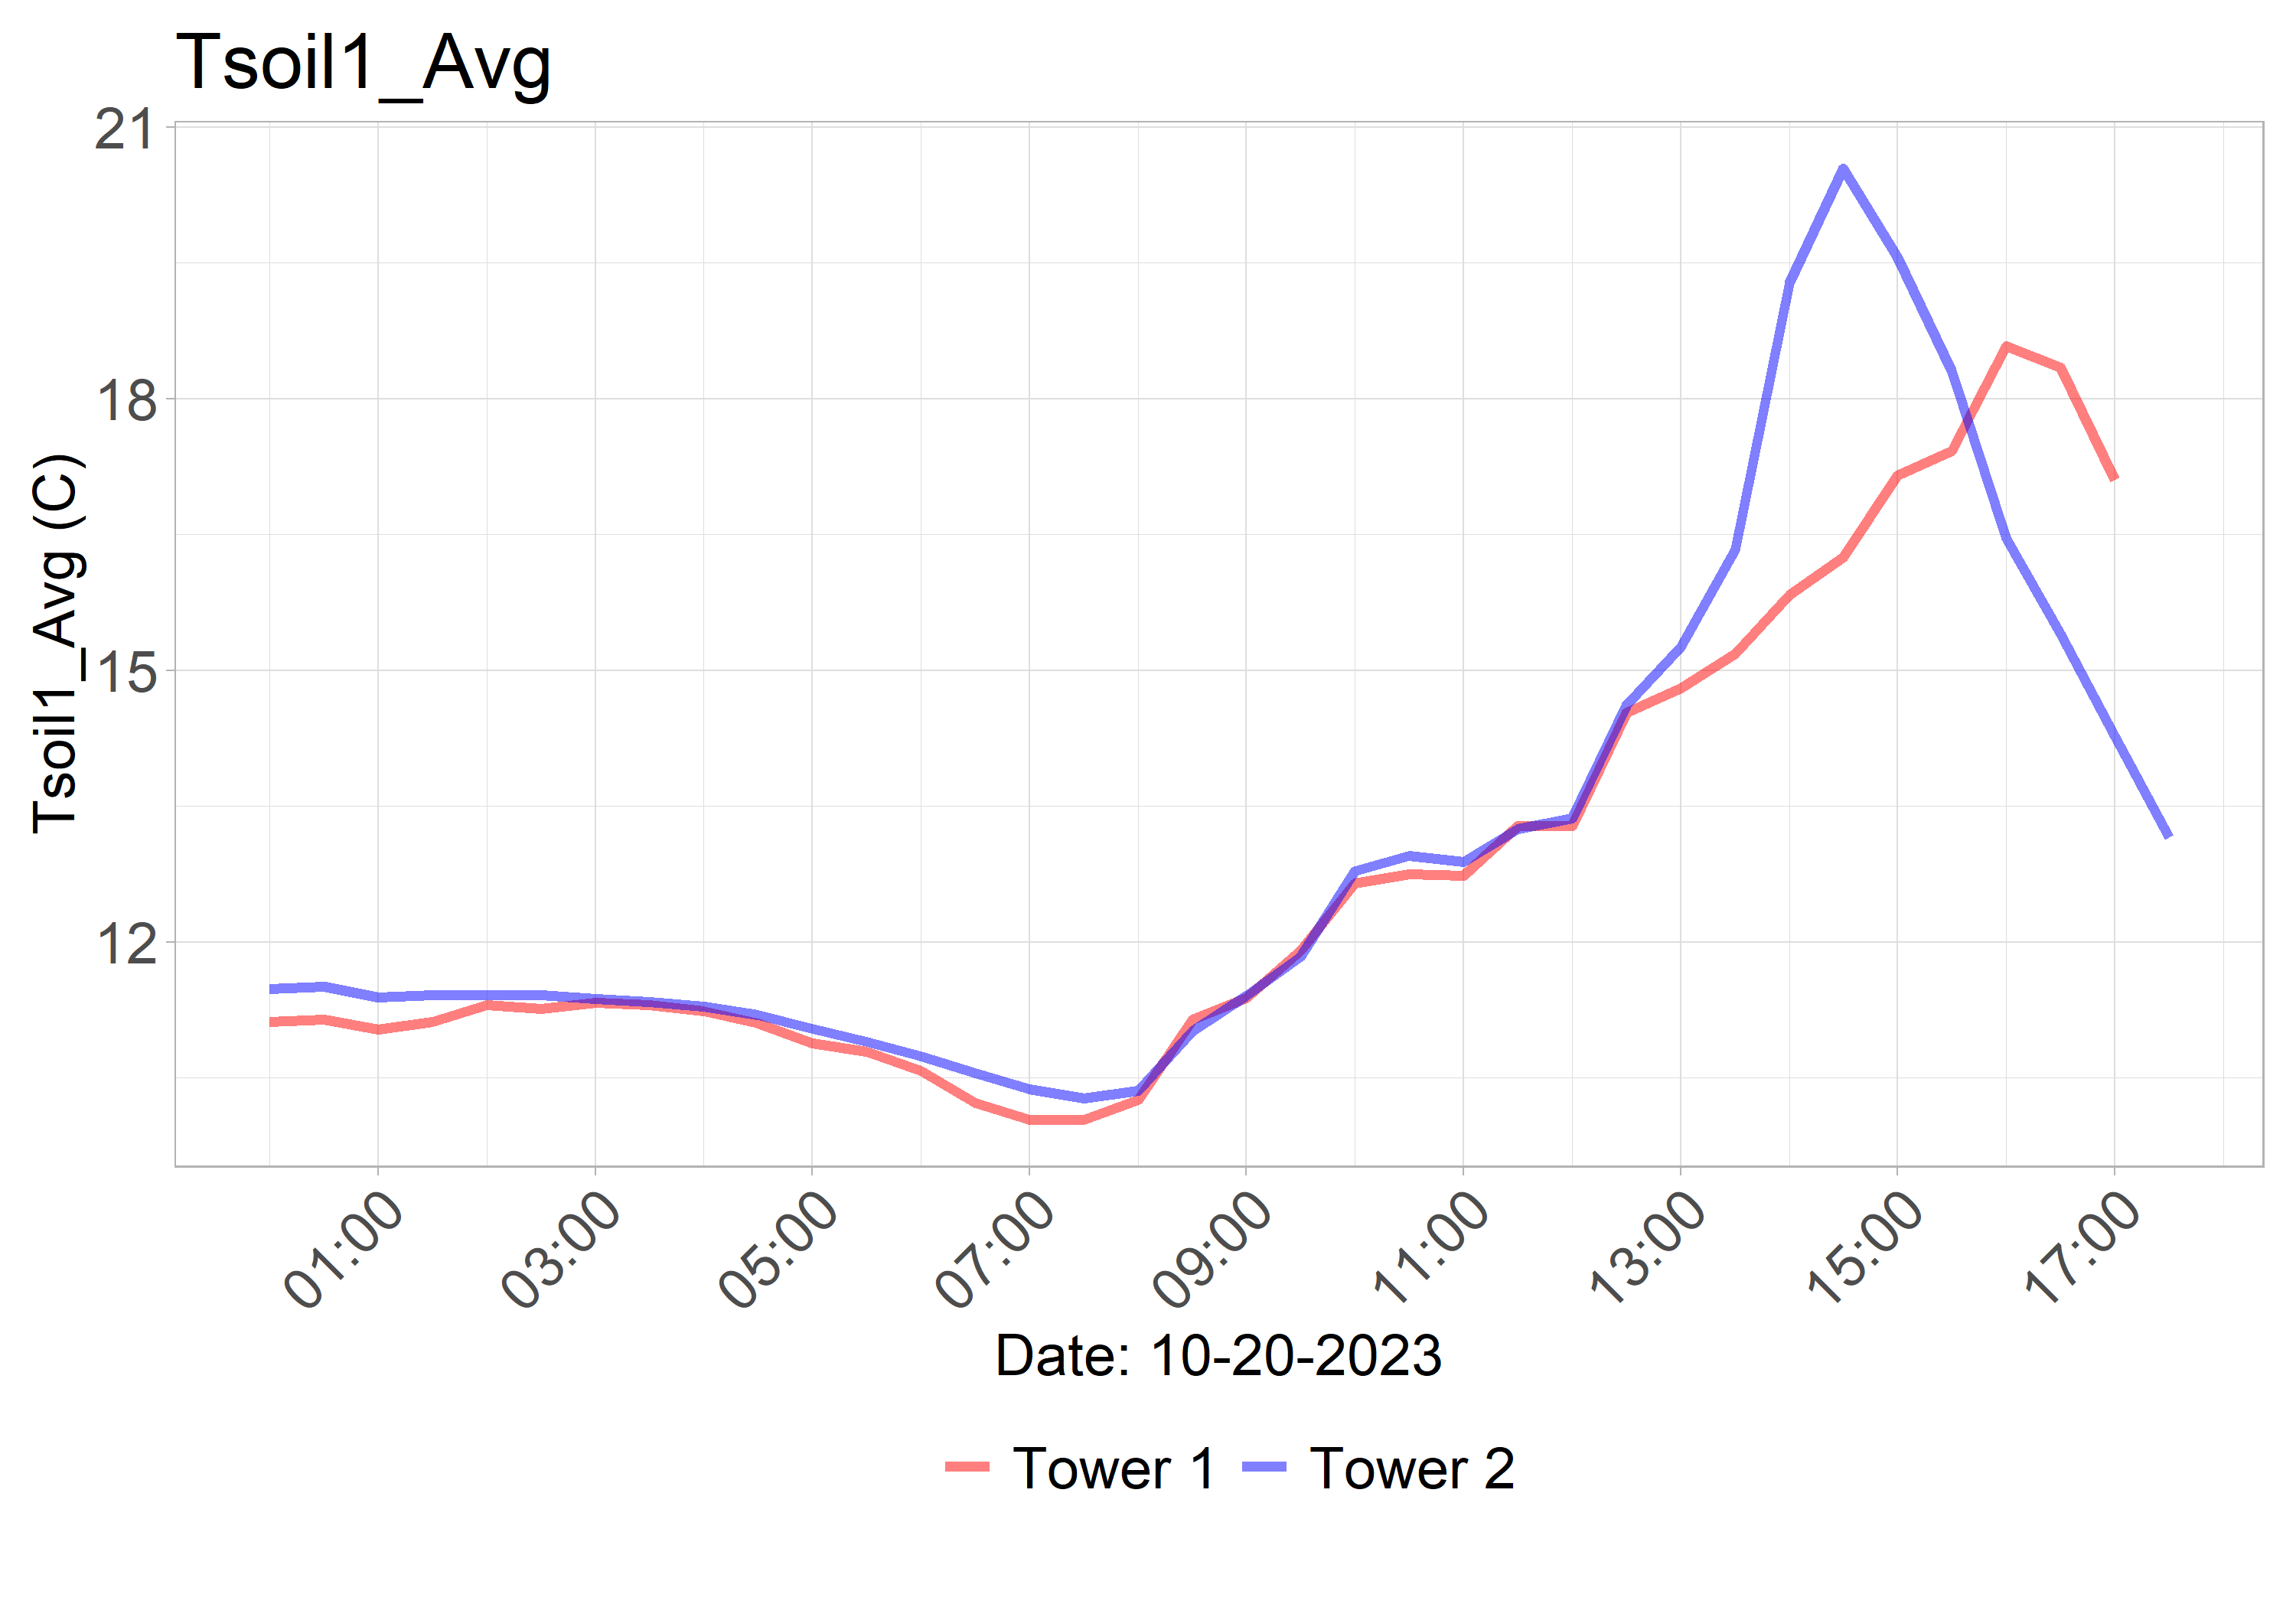 Tsoil1_Avg
Tsoil1_Avg (C)
21
18
15
12
01:00 03:00 05:00 07:00 09:00 11:00 13:00 15:00 17:00
Date: 10-20-2023
Tower 1 Tower 2